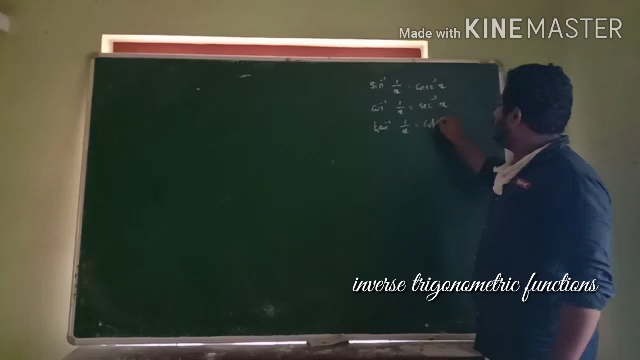 Made with KINEMASTER
sin⁻¹ 1/x = cosec⁻¹ x
cos⁻¹ 1/x = sec⁻¹ x
tan⁻¹ 1/x = cot
inverse trigonometric functions